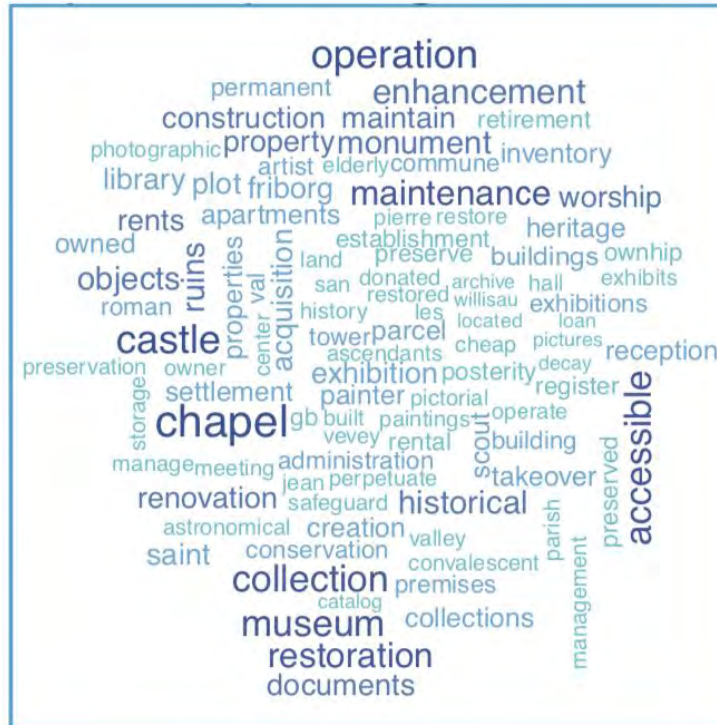 operation
permanent enhancement
construction maintain retirement
photographic property monument inventory
artist elderly commune
library plot friborg maintenance worship
rents apartments pierre restore heritage
owned establishment
objects ruins properties center val acquisition land preserve buildings ownhip
san donated archive hall exhibits
roman restored willisau exhibitions
history les located loan
castle tower parcel cheap pictures
ascendants reception
preservation owner exhibition posterity decay
storage settlement painter pictorial register accessible
chapel gb built paintings operate
vevey rental scout building
manage meeting administration takeover preserved
jean perpetuate
renovation safeguard historical
astronomical creation valley parish
saint conservation convalescent management
collection premises
catalog
museum collections
restoration
documents